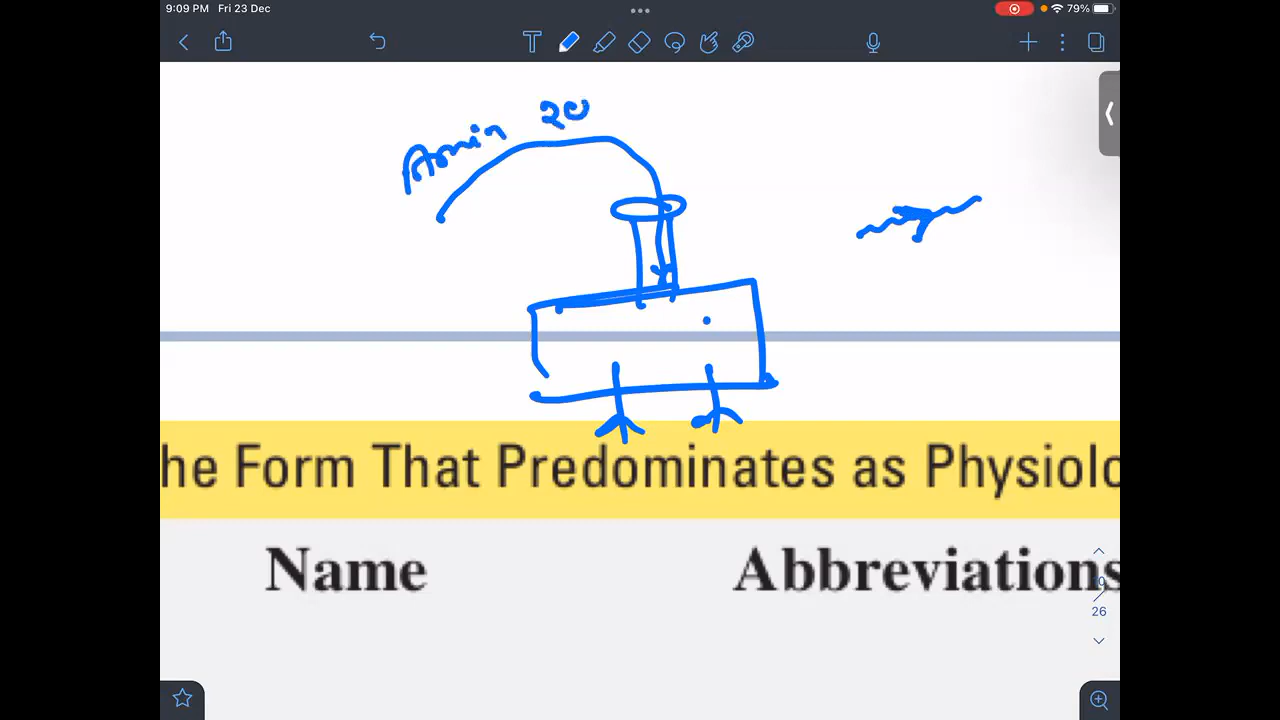 9:09 PM Fri 23 Dec
79%
Amin 20
he Form That Predominates as Physiolo
Name Abbreviations
26